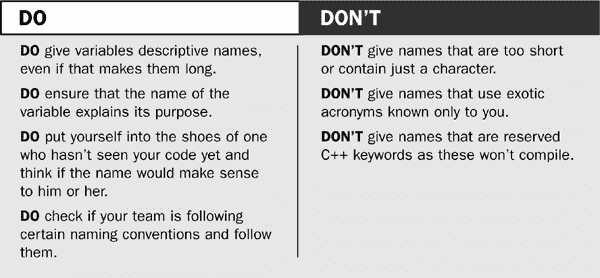 DO
DO give variables descriptive names,
even if that makes them long.
DO ensure that the name of the
variable explains its purpose.
DO put yourself into the shoes of one
who hasn't seen your code yet and
think if the name would make sense
to him or her.
DO check if your team is following
certain naming conventions and follow
them.
DON'T
DON'T give names that are too short
or contain just a character.
DON'T give names that use exotic
acronyms known only to you.
DON'T give names that are reserved
C++ keywords as these won't compile.